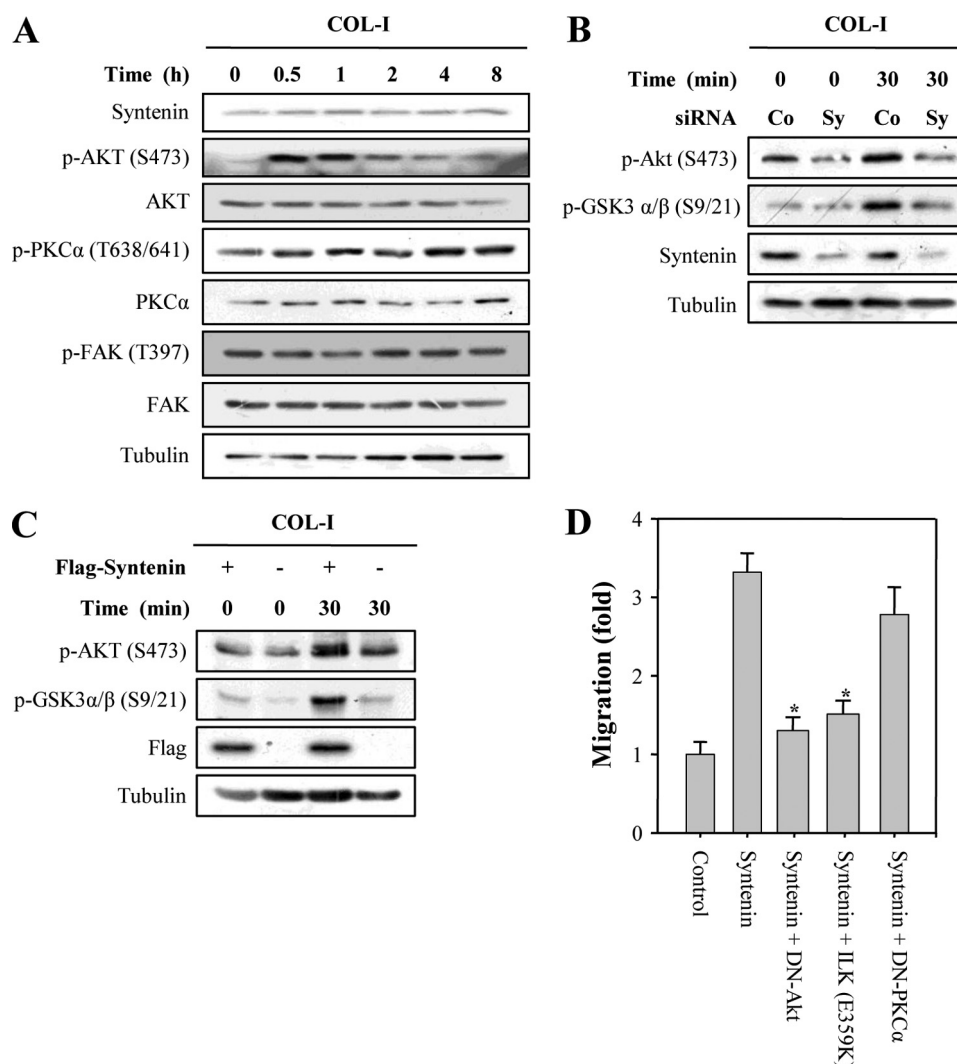 A
COL-I
Time (h) 0 0.5 1 2 4 8
Syntenin
p-AKT (S473)
AKT
p-PKCα (T638/641)
PKCα
p-FAK (T397)
FAK
Tubulin
B
COL-I
Time (min) 0 0 30 30
siRNA Co Sy Co Sy
p-Akt (S473)
p-GSK3 α/β (S9/21)
Syntenin
Tubulin
C
COL-I
Flag-Syntenin + - + -
Time (min) 0 0 30 30
p-AKT (S473)
p-GSK3α/β (S9/21)
Flag
Tubulin
D
Migration (fold)
4
3
2
1
0
* *
Control
Syntenin
Syntenin + DN-Akt
Syntenin + ILK (E359K)
Syntenin + DN-PKCα